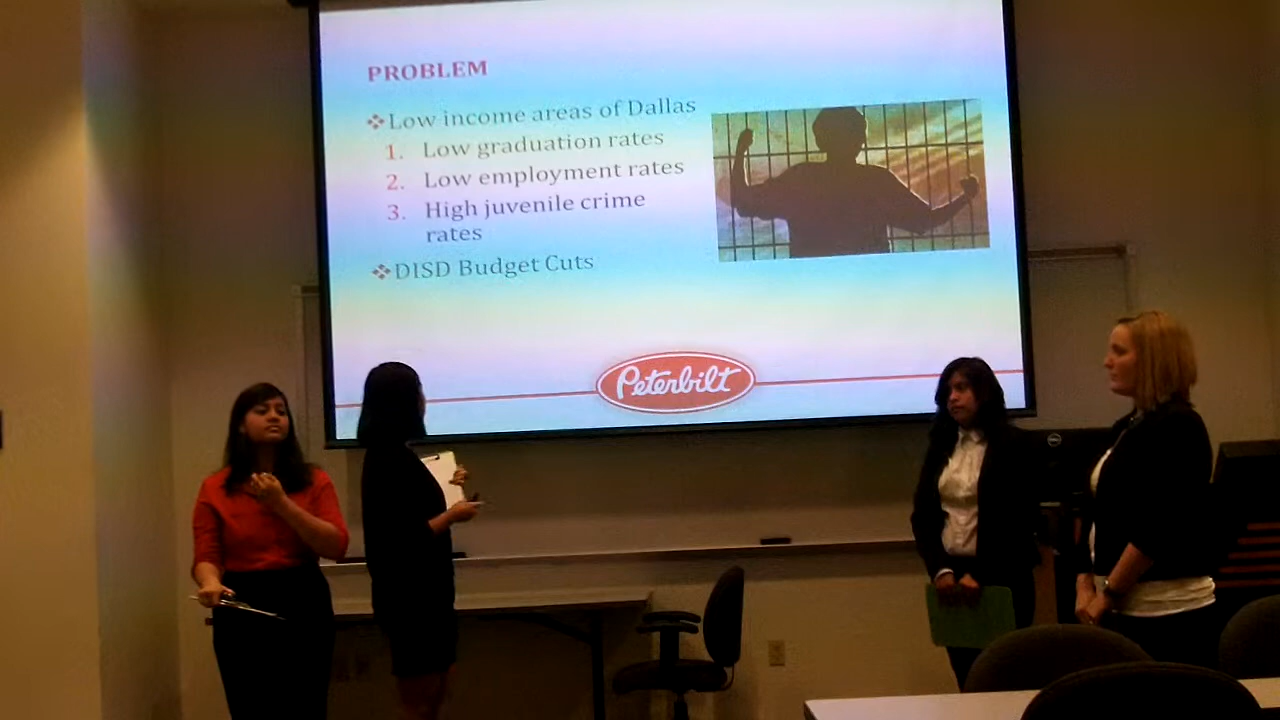 PROBLEM
❖Low income areas of Dallas
1. Low graduation rates
2. Low employment rates
3. High juvenile crime
rates
❖DISD Budget Cuts
Peterbilt
DELL